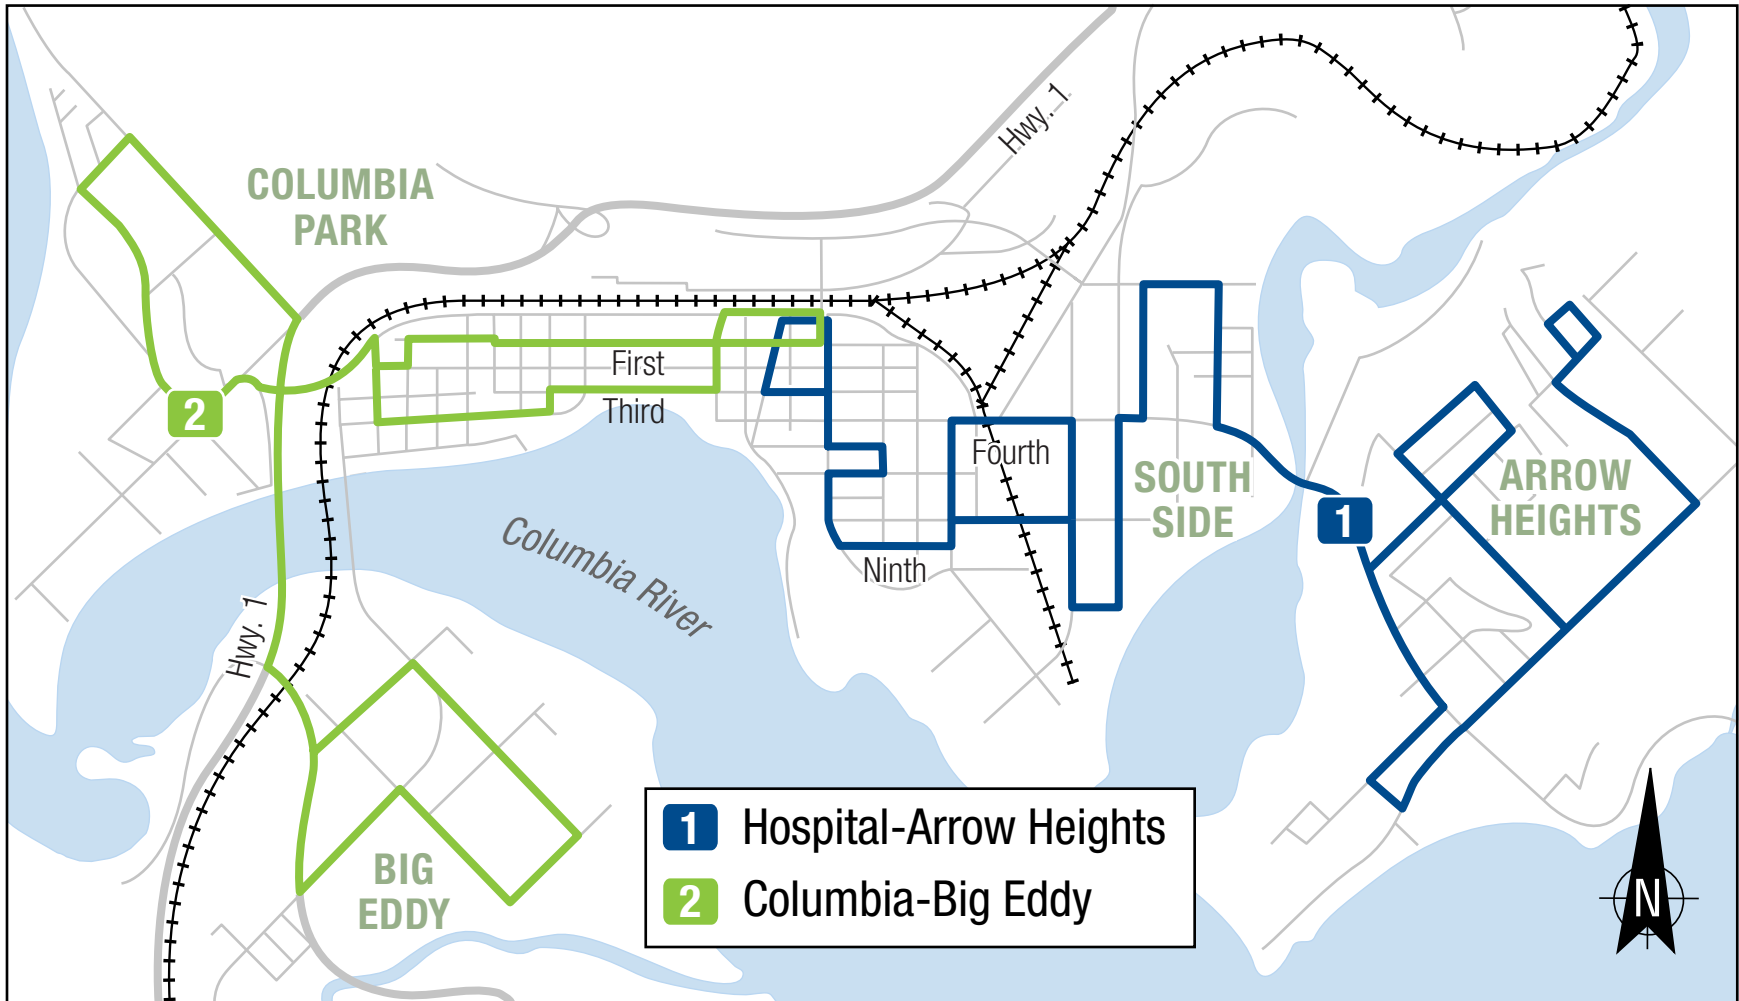 Hwy. 1
COLUMBIA
PARK
First
Third
2
Fourth
SOUTH
SIDE
ARROW
HEIGHTS
1
Columbia River
Ninth
Hwy. 1
BIG
EDDY
1 Hospital-Arrow Heights
2 Columbia-Big Eddy
N